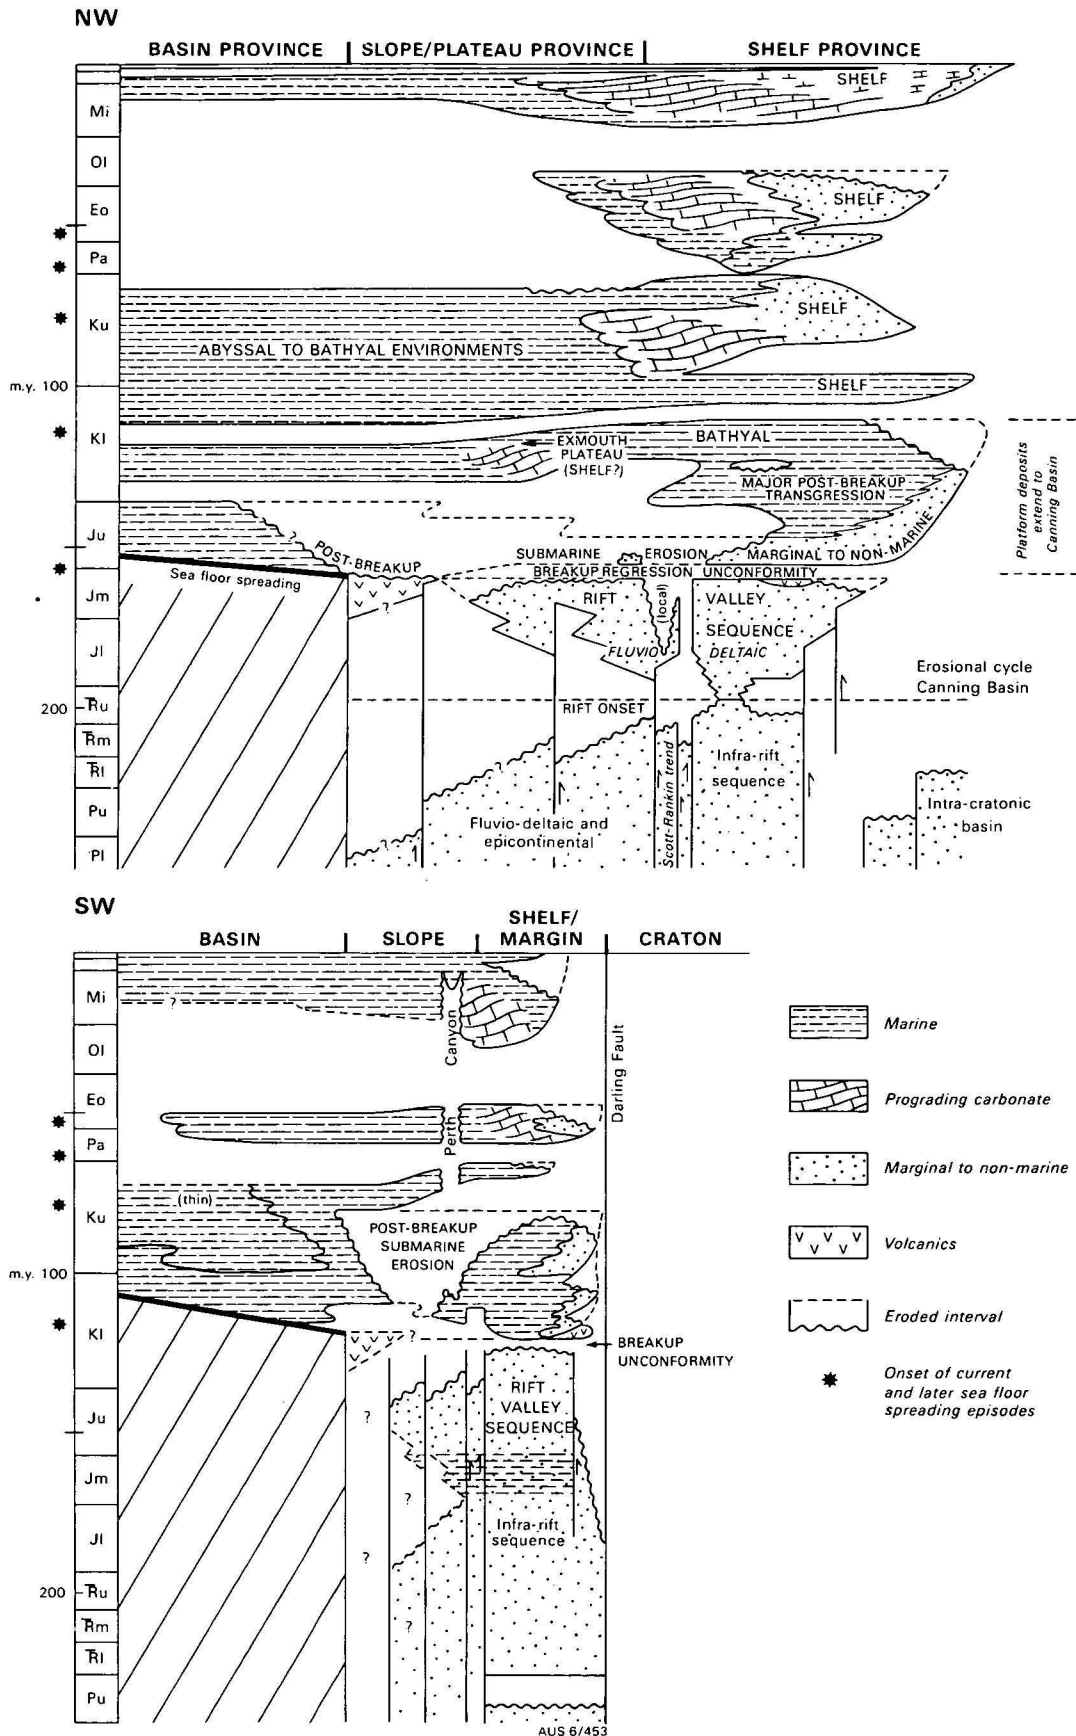 NW
BASIN PROVINCE
SLOPE/PLATEAU PROVINCE
SHELF PROVINCE
SHELF
Mi
Ol
Eo
SHELF
Pa
Ku
SHELF
ABYSSAL TO BATHYAL ENVIRONMENTS
m.y. 100
SHELF
Kl
EXMOUTH
PLATEAU
(SHELF?)
BATHYAL
MAJOR POST-BREAKUP
TRANSGRESSION
Platform deposits
extend to
Canning Basin
Ju
?
POST-BREAKUP
SUBMARINE EROSION
MARGINAL TO NON-MARINE
BREAKUP REGRESSION UNCONFORMITY
Sea floor spreading
Jm
?
RIFT VALLEY
(local)
SEQUENCE
Jl
FLUVIO DELTAIC
Erosional cycle
Canning Basin
RIFT ONSET
200
Ru
Rm
?
Infra-rift
sequence
Rl
Scott-Rankin trend
Pu
Fluvio-deltaic and
epicontinental
Intra-cratonic
basin
Pl
?
SW
BASIN
SLOPE
SHELF/
MARGIN
CRATON
Mi
?
Ol
Perth Canyon
Darling Fault
Eo
Pa
(thin)
Ku
POST-BREAKUP
SUBMARINE
EROSION
m.y. 100
Kl
?
BREAKUP
UNCONFORMITY
Ju
?
RIFT
VALLEY
SEQUENCE
Jm
?
Jl
Infra-rift
sequence
?
200
Ru
Rm
?
Rl
Pu
Marine
Prograding carbonate
Marginal to non-marine
Volcanics
Eroded interval
Onset of current
and later sea floor
spreading episodes
AUS 6/453